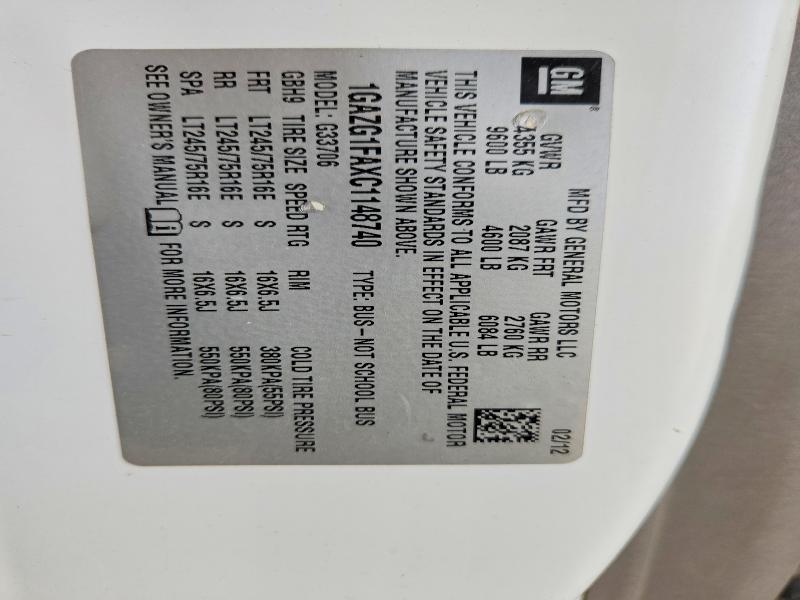 GM
MFD BY GENERAL MOTORS LLC 02/12
GVWR GAWR FRT GAWR RR
4355 KG 2087 KG 2760 KG
9600 LB 4600 LB 6084 LB
THIS VEHICLE CONFORMS TO ALL APPLICABLE U.S. FEDERAL MOTOR
VEHICLE SAFETY STANDARDS IN EFFECT ON THE DATE OF
MANUFACTURE SHOWN ABOVE.
1GAZG1FAXC1148740 TYPE: BUS-NOT SCHOOL BUS
MODEL: G33706
GBH9 TIRE SIZE SPEED RTG RIM COLD TIRE PRESSURE
FRT LT245/75R16E S 16X6.5J 380KPA(55PSI)
RR LT245/75R16E S 16X6.5J 550KPA(80PSI)
SPA LT245/75R16E S 16X6.5J 550KPA(80PSI)
SEE OWNER'S MANUAL FOR MORE INFORMATION.